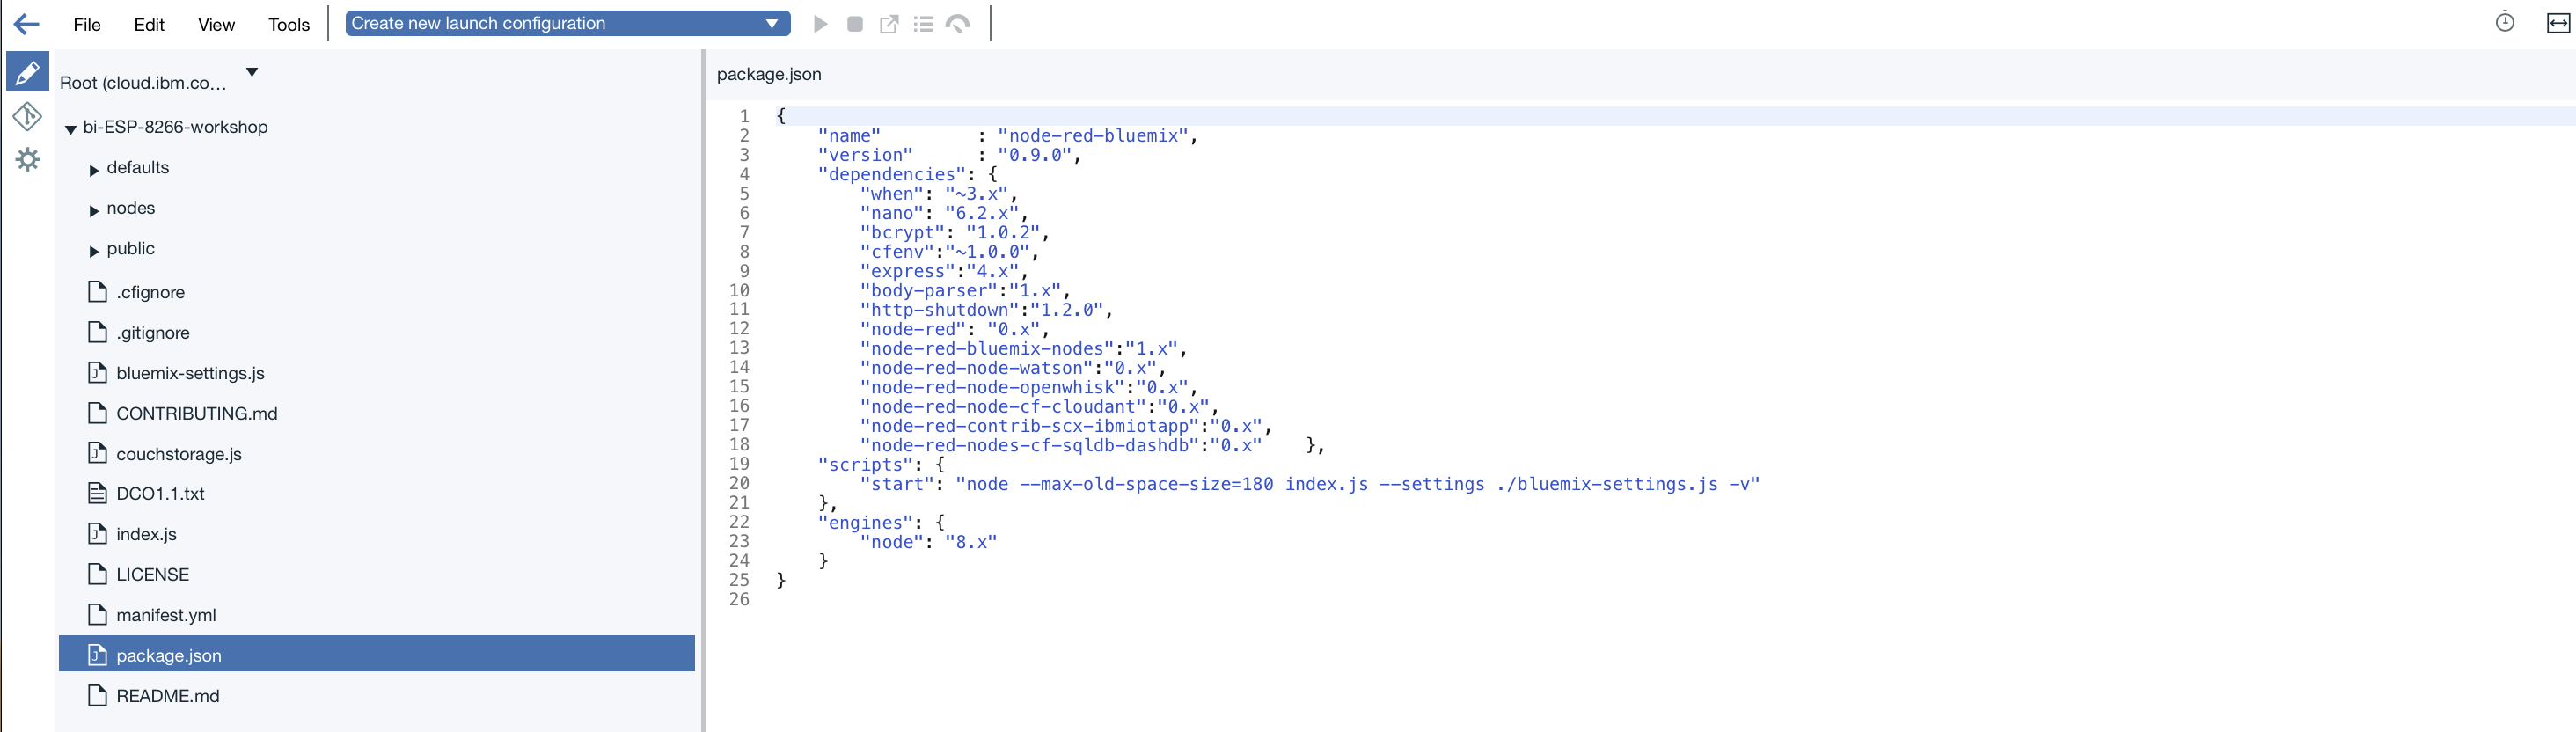 File Edit View Tools Create new launch configuration
Root (cloud.ibm.co...
bi-ESP-8266-workshop
defaults
nodes
public
.cfignore
.gitignore
bluemix-settings.js
CONTRIBUTING.md
couchstorage.js
DCO1.1.txt
index.js
LICENSE
manifest.yml
package.json
README.md
package.json
1 {
2     "name"         : "node-red-bluemix",
3     "version"      : "0.9.0",
4     "dependencies": {
5         "when": "~3.x",
6         "nano": "6.2.x",
7         "bcrypt": "1.0.2",
8         "cfenv":"~1.0.0",
9         "express":"4.x",
10         "body-parser":"1.x",
11         "http-shutdown":"1.2.0",
12         "node-red": "0.x",
13         "node-red-bluemix-nodes":"1.x",
14         "node-red-node-watson":"0.x",
15         "node-red-node-openwhisk":"0.x",
16         "node-red-node-cf-cloudant":"0.x",
17         "node-red-contrib-scx-ibmiotapp":"0.x",
18         "node-red-nodes-cf-sqldb-dashdb":"0.x"    },
19     "scripts": {
20         "start": "node --max-old-space-size=180 index.js --settings ./bluemix-settings.js -v"
21     },
22     "engines": {
23         "node": "8.x"
24     }
25 }
26